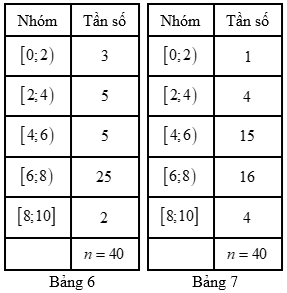 Nhóm Tần số Nhóm Tần số
[0;2) 3 [0;2) 1
[2;4) 5 [2;4) 4
[4;6) 5 [4;6) 15
[6;8) 25 [6;8) 16
[8;10] 2 [8;10] 4
n = 40 n = 40
Bảng 6 Bảng 7